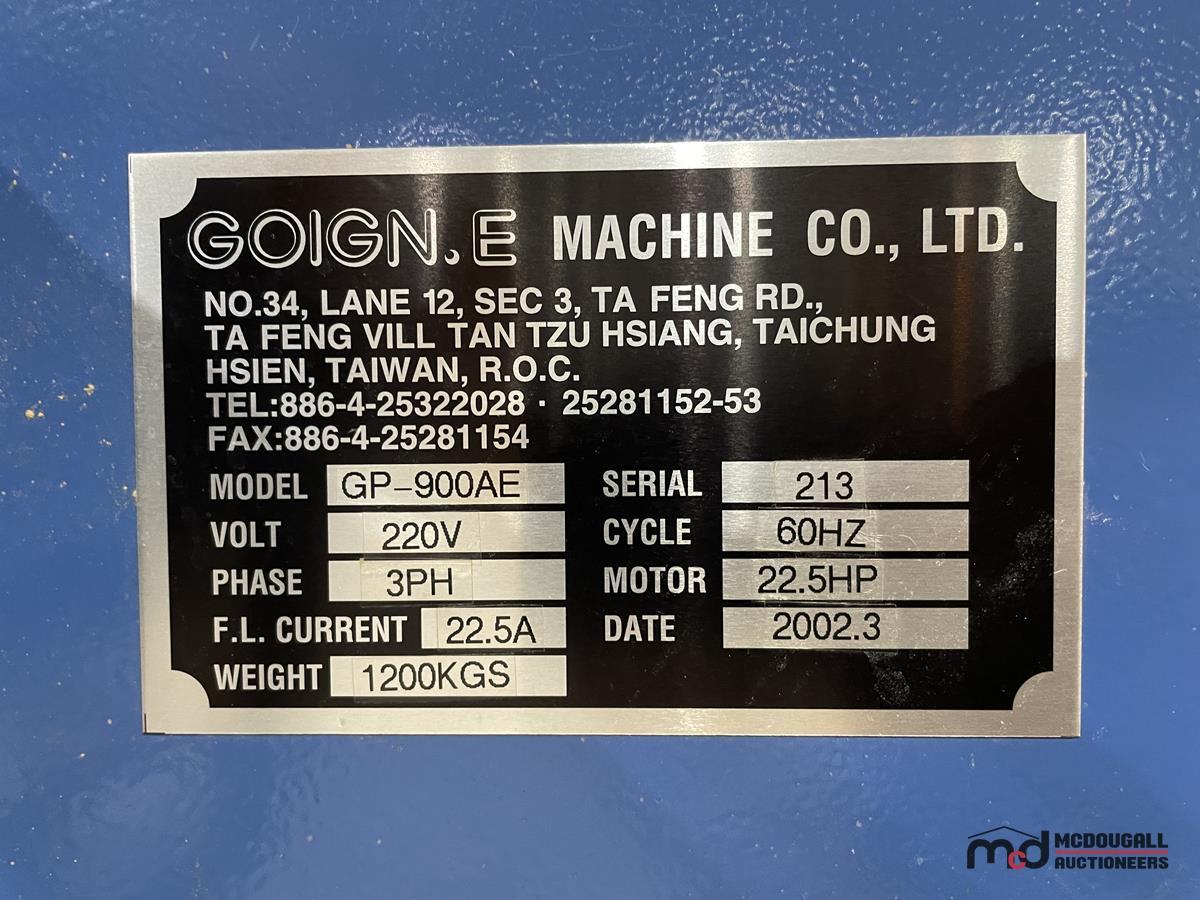 GOIGN.E MACHINE CO., LTD.
NO.34, LANE 12, SEC 3, TA FENG RD.,
TA FENG VILL TAN TZU HSIANG, TAICHUNG
HSIEN, TAIWAN, R.O.C.
TEL:886-4-25322028 · 25281152-53
FAX:886-4-25281154
MODEL GP-900AE SERIAL 213
VOLT 220V CYCLE 60HZ
PHASE 3PH MOTOR 22.5HP
F.L. CURRENT 22.5A DATE 2002.3
WEIGHT 1200KGS
mcd MCDOUGALL
AUCTIONEERS